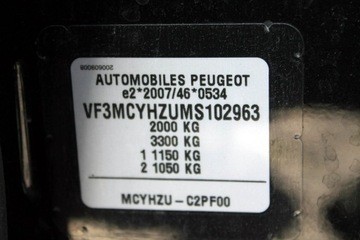 AUTOMOBILES PEUGEOT
e2*2007/46*0534
VF3MCYHZUMS102963
2000 KG
3300 KG
1 1150 KG
2 1050 KG
MCYHZU-C2PF00